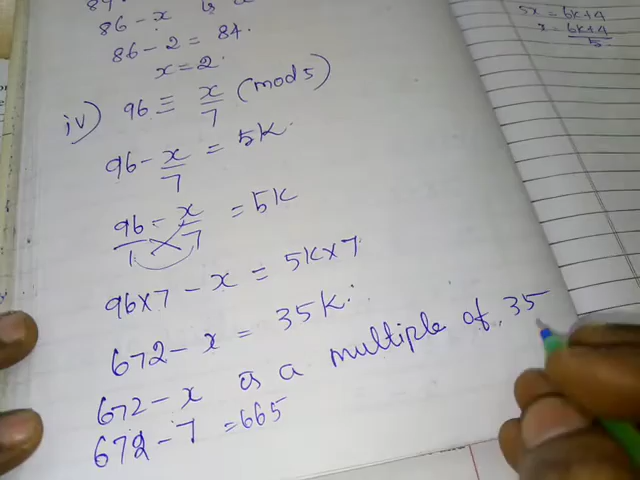 86 - x is a
86 - 2 = 84.
x = 2.
iv) 96 ≡ x/7 (mod 5)
96 - x/7 = 5k.
96/1 - x/7 = 5k
96×7 - x = 5k×7
672 - x = 35k.
672 - x is a multiple of 35
672 - 7 = 665
5x = 6k+4
x = 6k+4/5